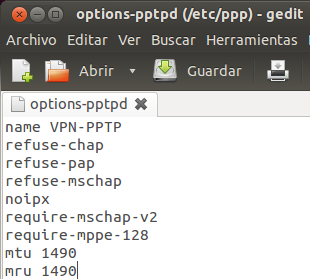 options-pptpd (/etc/ppp) - gedit
Archivo Editar Ver Buscar Herramientas
Abrir Guardar
options-pptpd
name VPN-PPTP
refuse-chap
refuse-pap
refuse-mschap
noipx
require-mschap-v2
require-mppe-128
mtu 1490
mru 1490